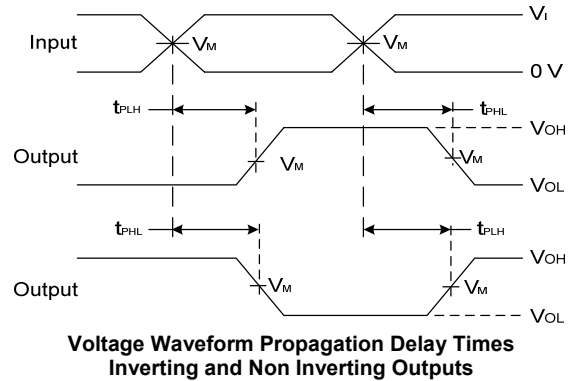 Input VM VM VI
0 V
tPLH tPHL
VOH
Output VM VM
VOL
tPHL tPLH
VOH
Output VM VM
VOL
Voltage Waveform Propagation Delay Times
Inverting and Non Inverting Outputs